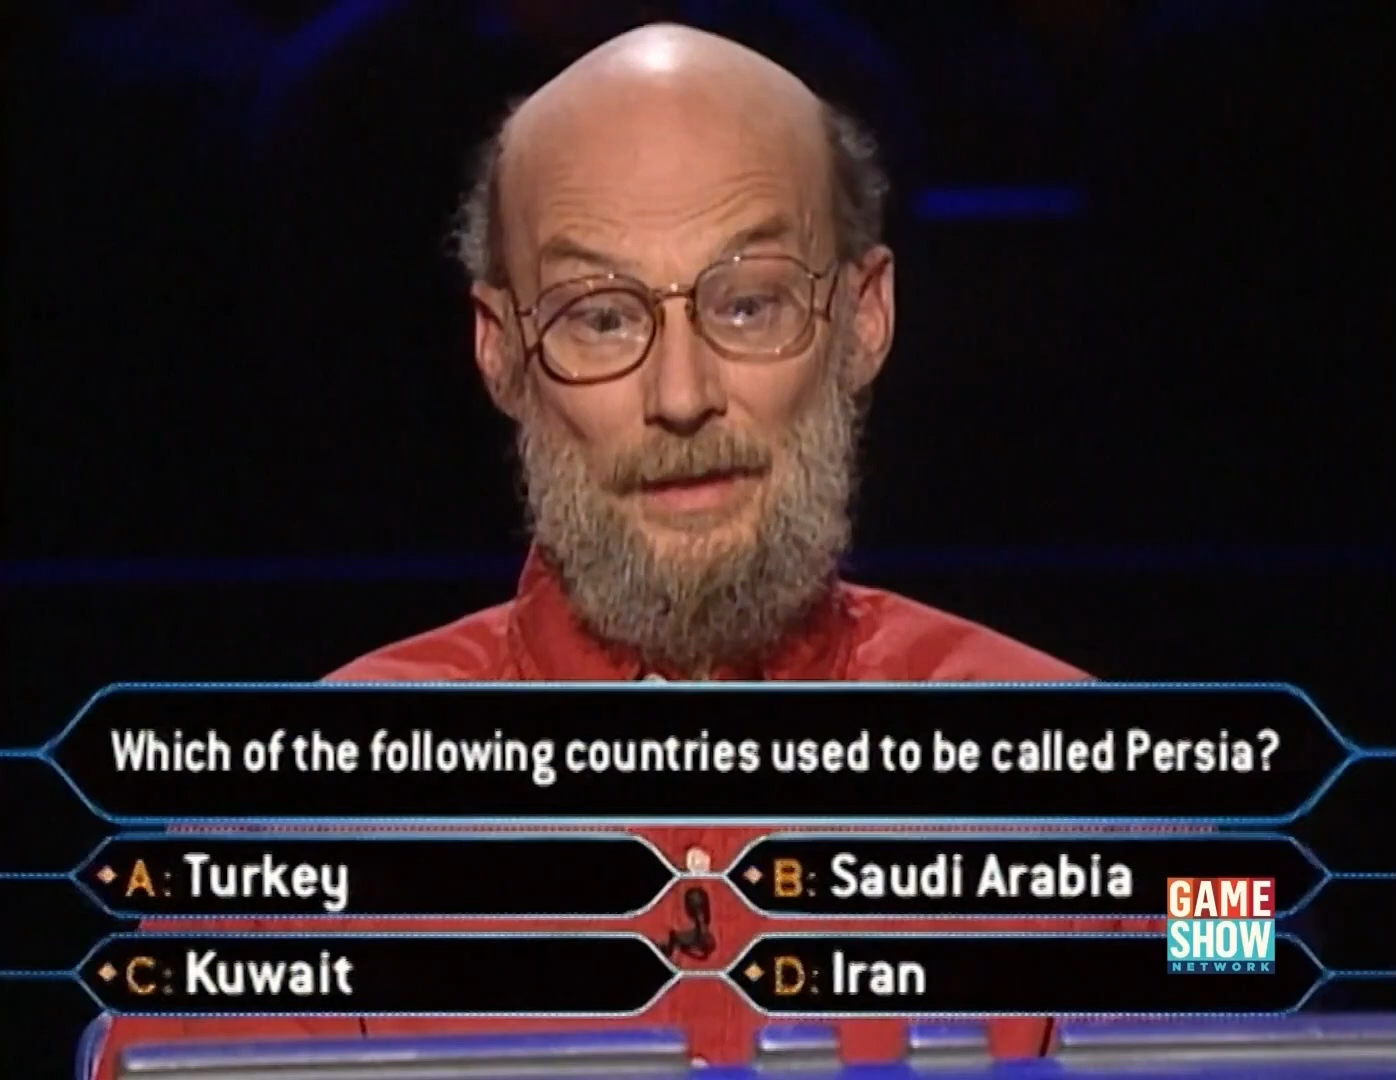 Which of the following countries used to be called Persia?
A: Turkey
B: Saudi Arabia
C: Kuwait
D: Iran
GAME
SHOW
NETWORK